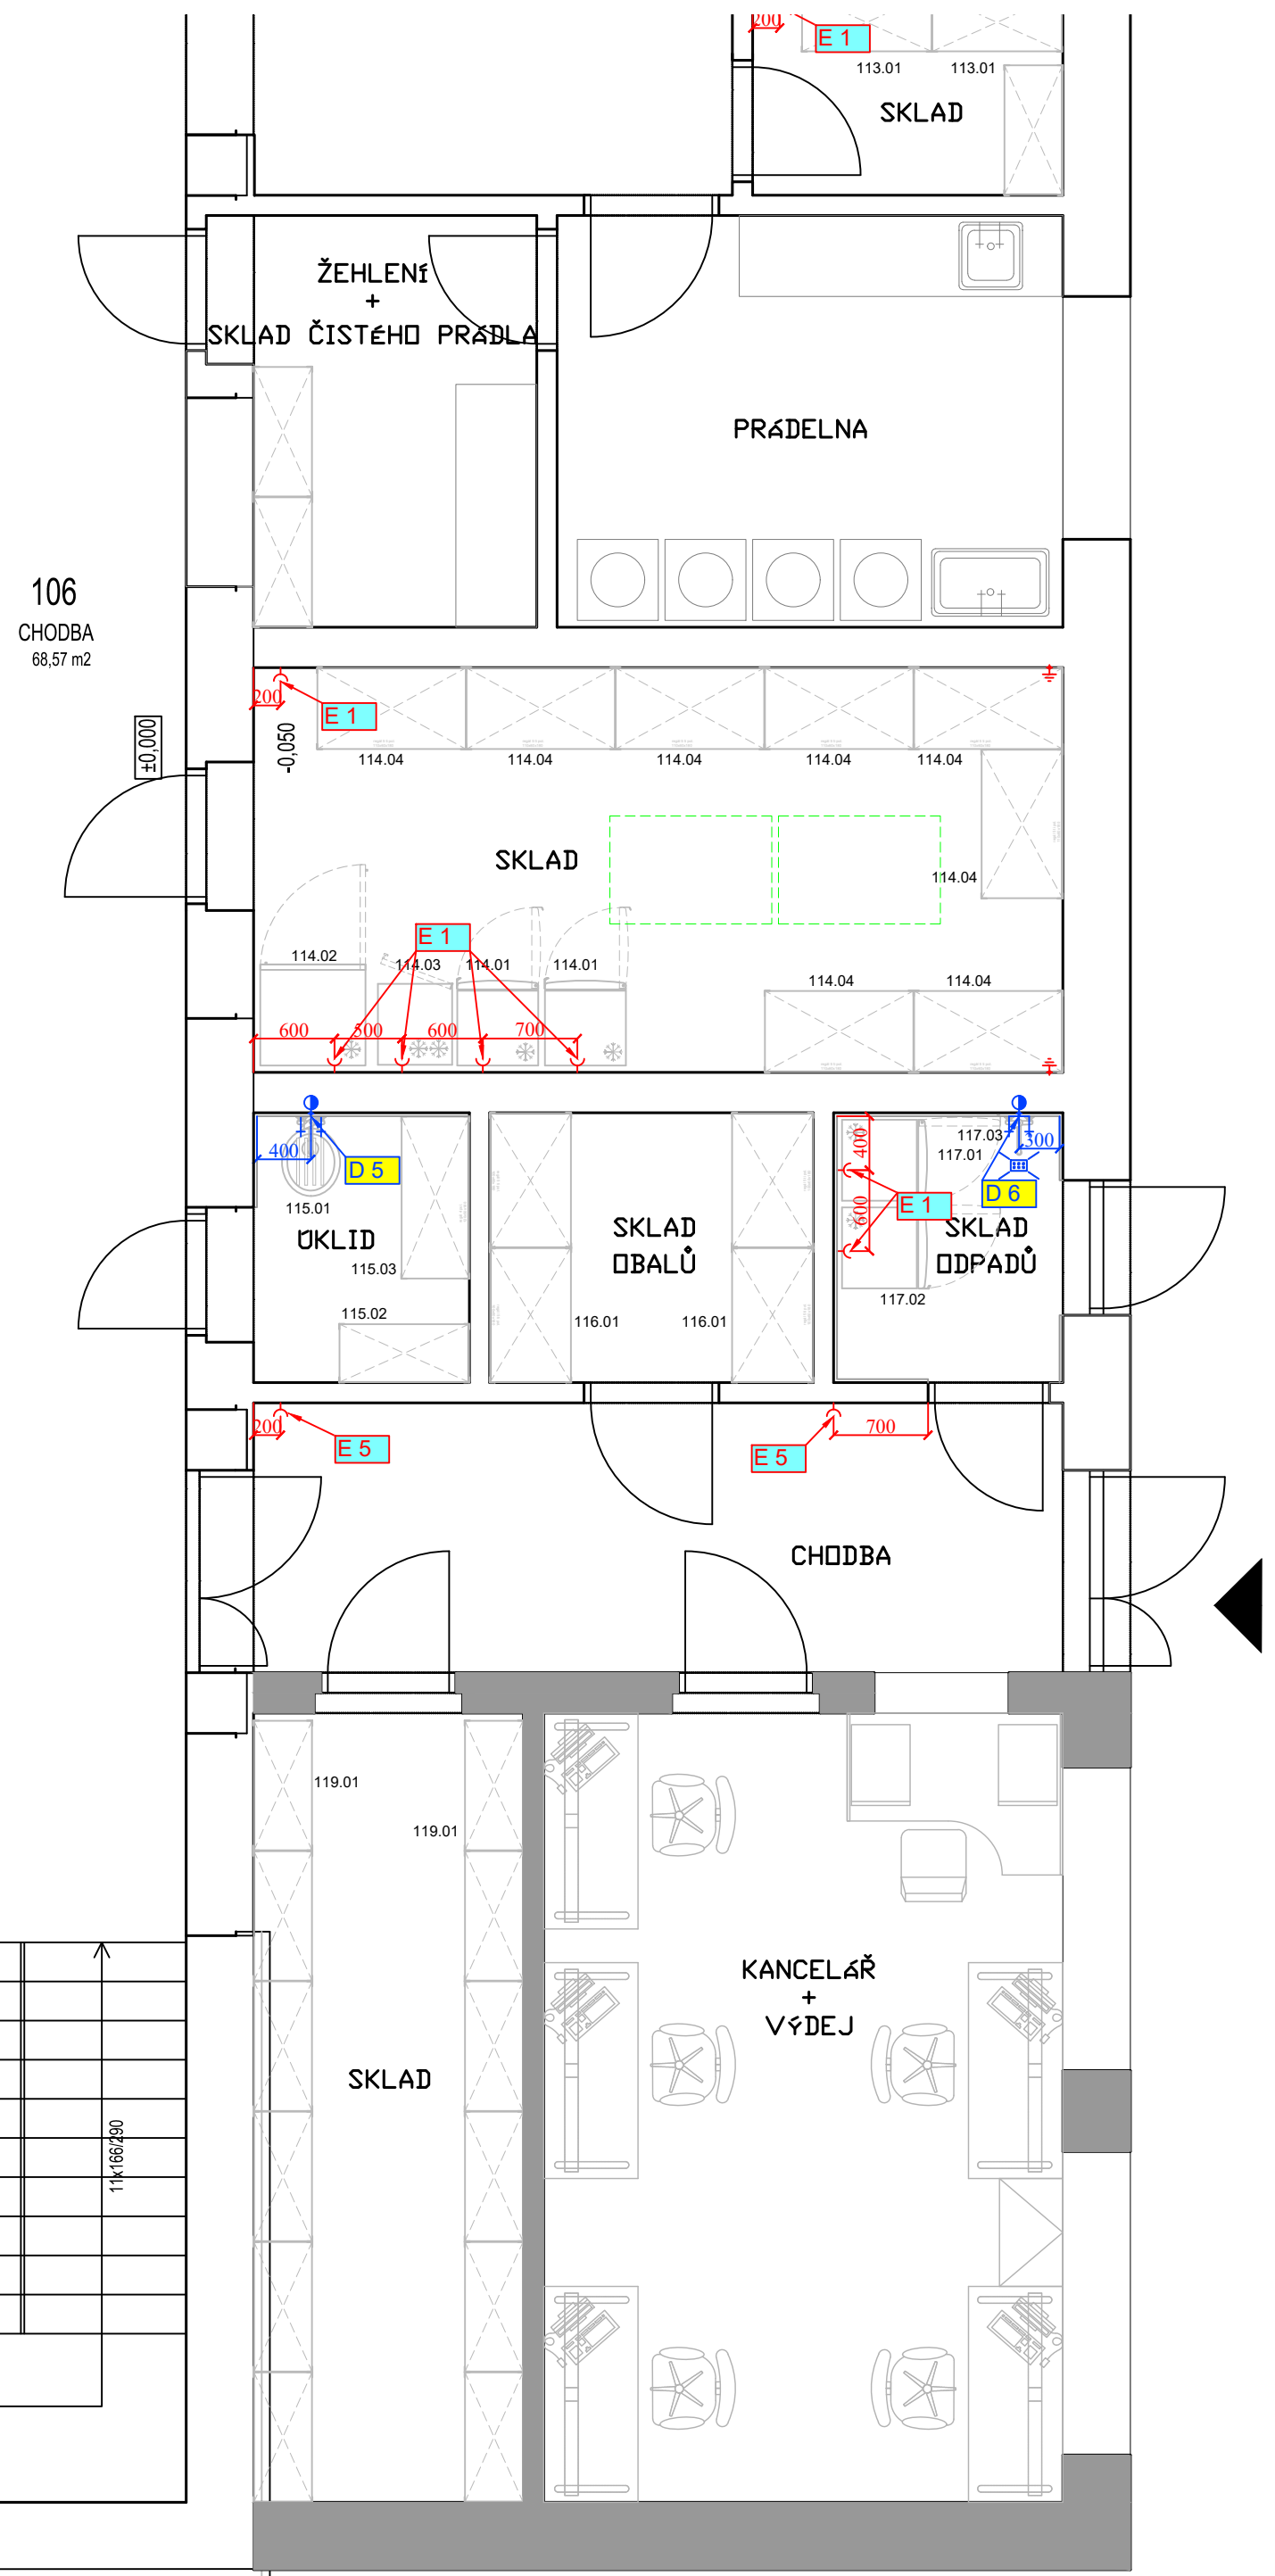 200
E 1
113.01 113.01
SKLAD
ŽEHLENÍ
+
SKLAD ČISTÉHO PRÁDLA
PRÁDELNA
106
CHODBA
68,57 m2
200
E 1
±0,000
-0,050
114.04 114.04 114.04 114.04 114.04
SKLAD
114.04
E 1
114.02 114.03 114.01 114.01
114.04 114.04
600 500 600 700
400
D 5
115.01
ÚKLID
115.03
115.02
SKLAD
OBALŮ
116.01 116.01
400
600
117.03
117.01
300
D 6
E 1
SKLAD
ODPADŮ
117.02
200
E 5
E 5
700
CHODBA
119.01
119.01
KANCELÁŘ
+
VÝDEJ
SKLAD
11x166/290